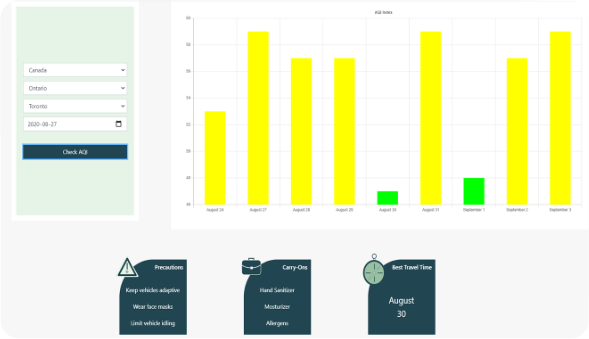 Canada
Ontario
Toronto
2020-08-27
Check AQI
AQI Index
60
58
56
54
52
50
48
46
August 26
August 27
August 28
August 29
August 30
August 31
September 1
September 2
September 3
Precautions
Keep vehicles adaptive
Wear face masks
Limit vehicle idling
Carry-Ons
Hand Sanitizer
Mosturizer
Allergens
Best Travel Time
August
30